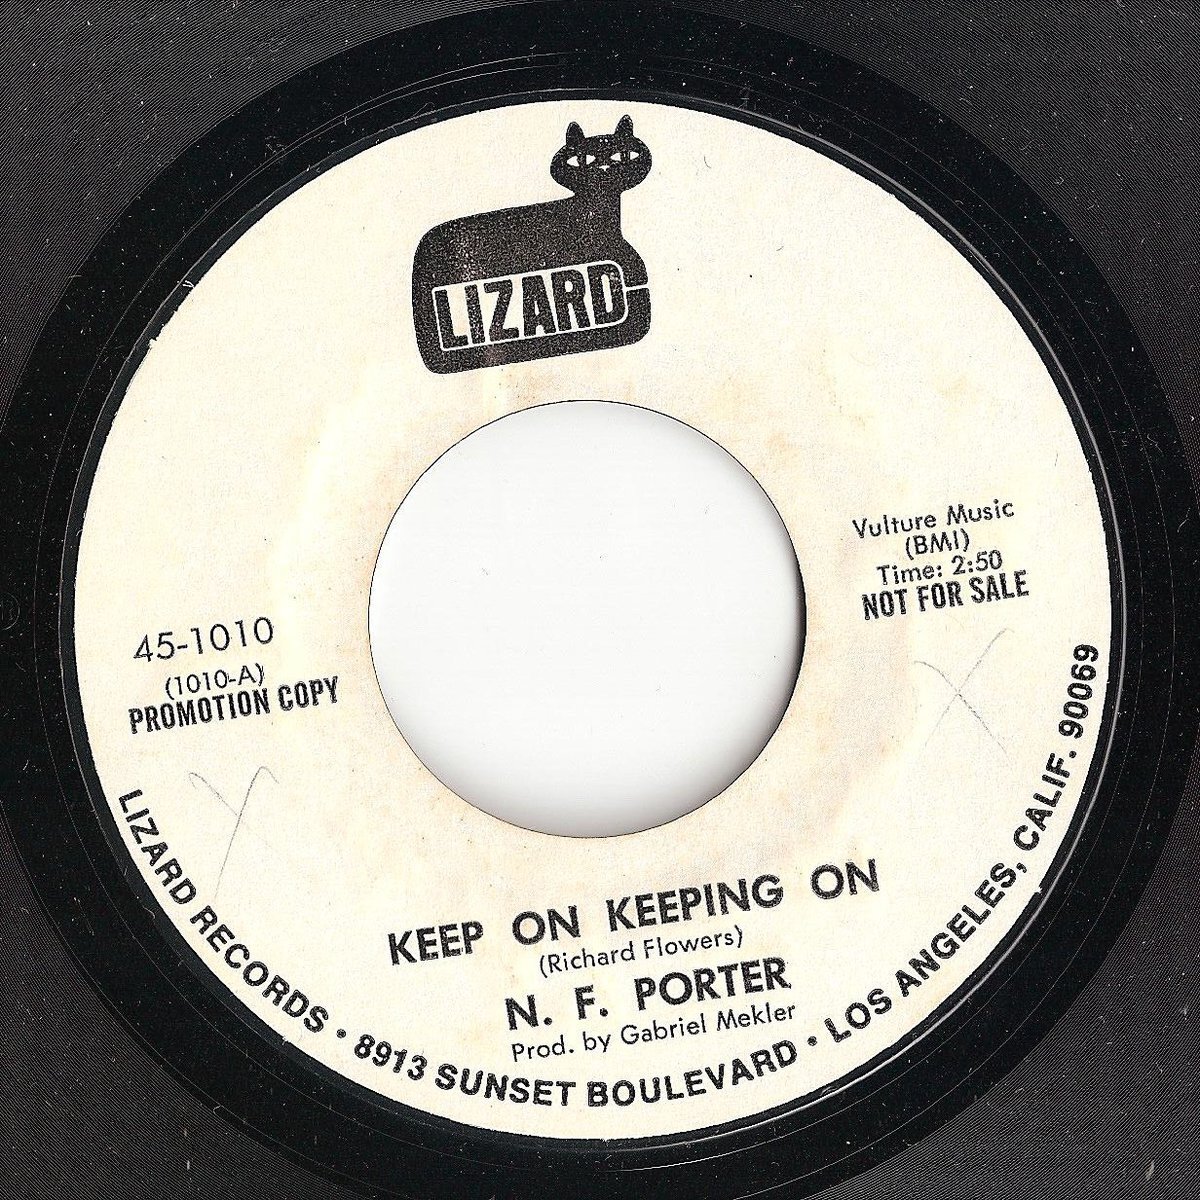 LIZARD
Vulture Music
(BMI)
Time: 2:50
NOT FOR SALE
45-1010
(1010-A)
PROMOTION COPY
KEEP ON KEEPING ON
(Richard Flowers)
N. F. PORTER
Prod. by Gabriel Mekler
LIZARD RECORDS • 8913 SUNSET BOULEVARD • LOS ANGELES, CALIF. 90069